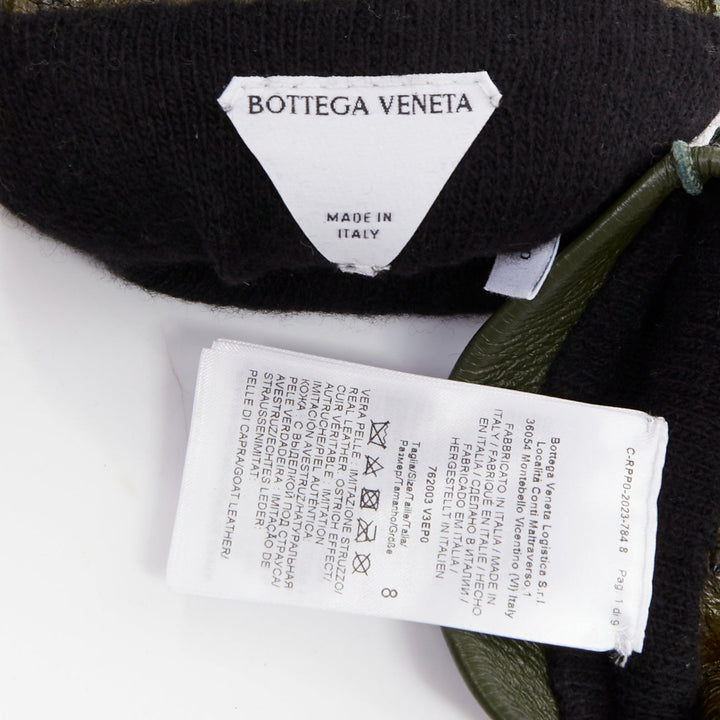 BOTTEGA VENETA
MADE IN
ITALY
C-RPP0-2023-784 8 Pag. 1 di 9
Bottega Veneta Logistica S.r.l
Località Conti Maltraverso,1
36054 Montebello Vicentino (VI) Italy
FABBRICATO IN ITALIA / MADE IN
ITALY / FABRIQUÉ EN ITALIE / HECHO
EN ITALIA / СДЕЛАНО В ИТАЛИИ /
FABRICADO EM ITALIA /
HERGESTELLT IN ITALIEN
762003 V3EP0
Taglia/Size/Taille/Talla/
Размер/Tamanho/Größe
8
VERA PELLE: IMITAZIONE STRUZZO/
REAL LEATHER: OSTRICH EFFECT/
CUIR VÉRITABLE: IMITATION
AUTRUCHE/PIEL AUTENTICA:
IMITACIÓN AVESTRUZ/НАТУРАЛЬНАЯ
КОЖА С ВЫДЕЛКОЙ ПОД СТРАУСА/
PELE VERDADEIRA: IMITAÇÃO DE
AVESTRUZ/ECHTES LEDER:
STRAUSSENIMITAT
PELLE DI CAPRA/GOAT LEATHER/